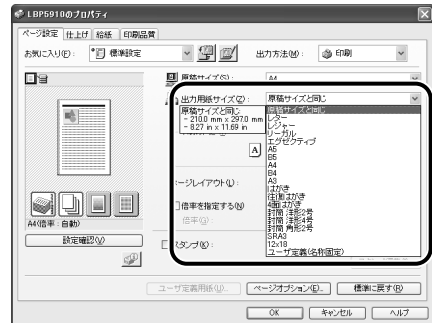 LBP5910のプロパティ
ページ設定 仕上げ 給紙 印刷品質
お気に入り(F): 標準設定 出力方法(M): 印刷
原稿サイズ(S): A4
出力用紙サイズ(Z): 原稿サイズと同じ
原稿サイズと同じ
- 210.0 mm x 297.0 mm
- 8.27 in x 11.69 in
原稿サイズと同じ
レター
レジャー
リーガル
エグゼクティブ
A5
B5
A4
B4
A3
はがき
往復はがき
4面はがき
封筒 洋形2号
封筒 洋形4号
封筒 角形2号
SRA3
12x18
ユーザ定義(名称固定)
A
ページレイアウト(L):
倍率を指定する(N)
倍率(G):
スタンプ(K):
A4(倍率: 自動)
設定確認(V)
ユーザ定義用紙(U)... ページオプション(E)... 標準に戻す(R)
OK キャンセル ヘルプ